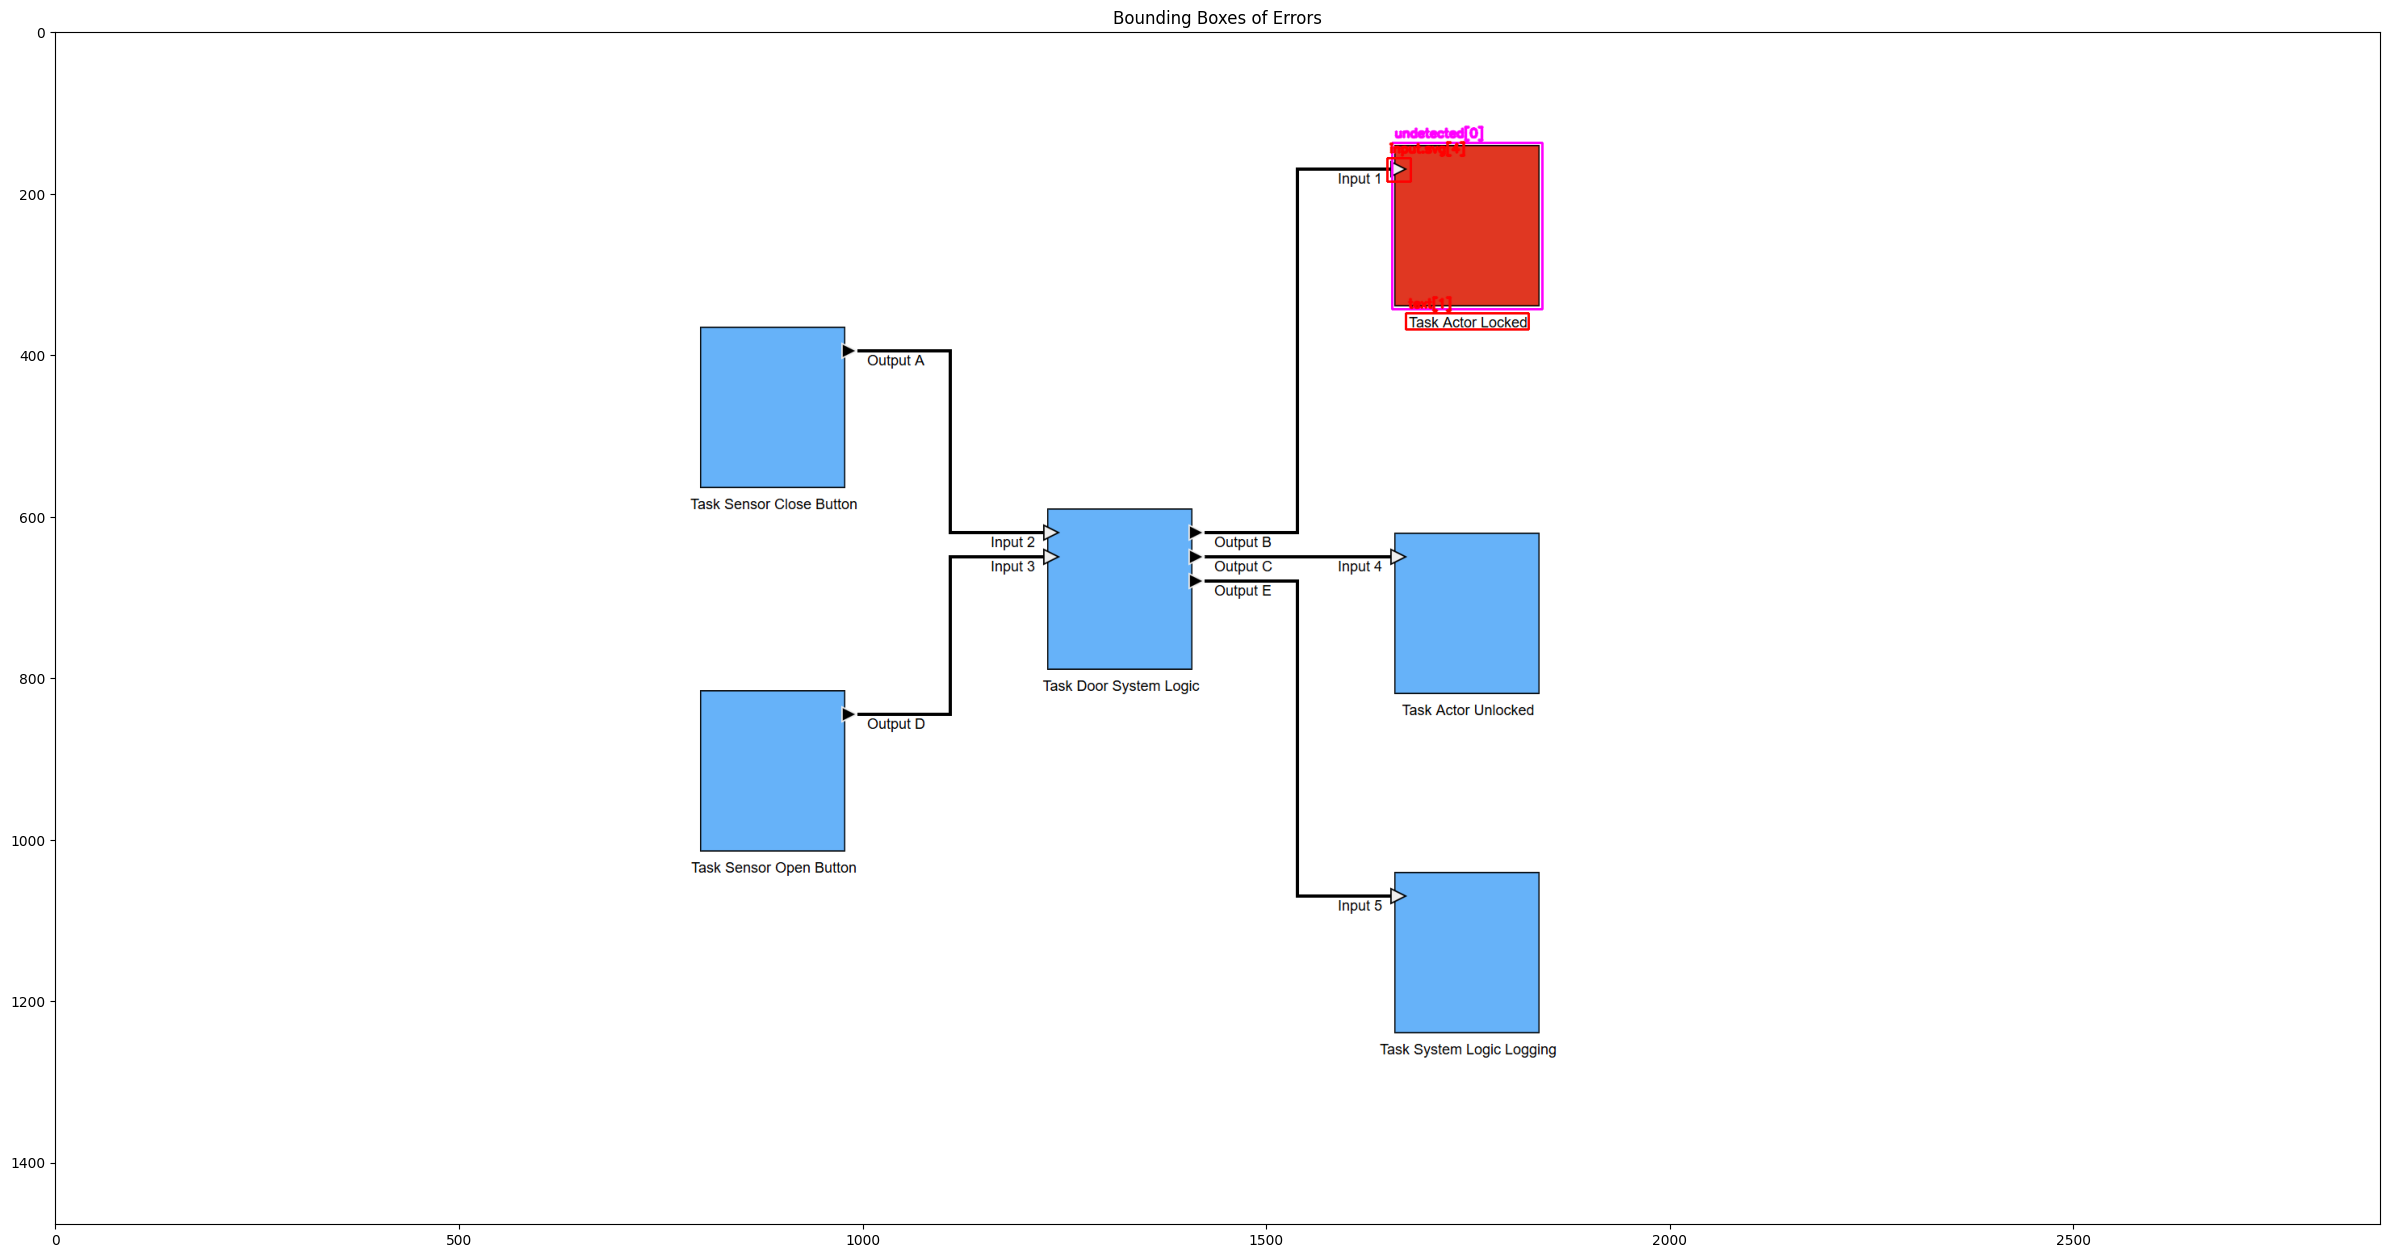 Bounding Boxes of Errors
0
200
400
600
800
1000
1200
1400
undetected[0]
Input 1
text[1]
Task Actor Locked
Output A
Task Sensor Close Button
Input 2
Input 3
Output B
Output C
Output E
Input 4
Task Door System Logic
Task Actor Unlocked
Output D
Task Sensor Open Button
Input 5
Task System Logic Logging
0
500
1000
1500
2000
2500